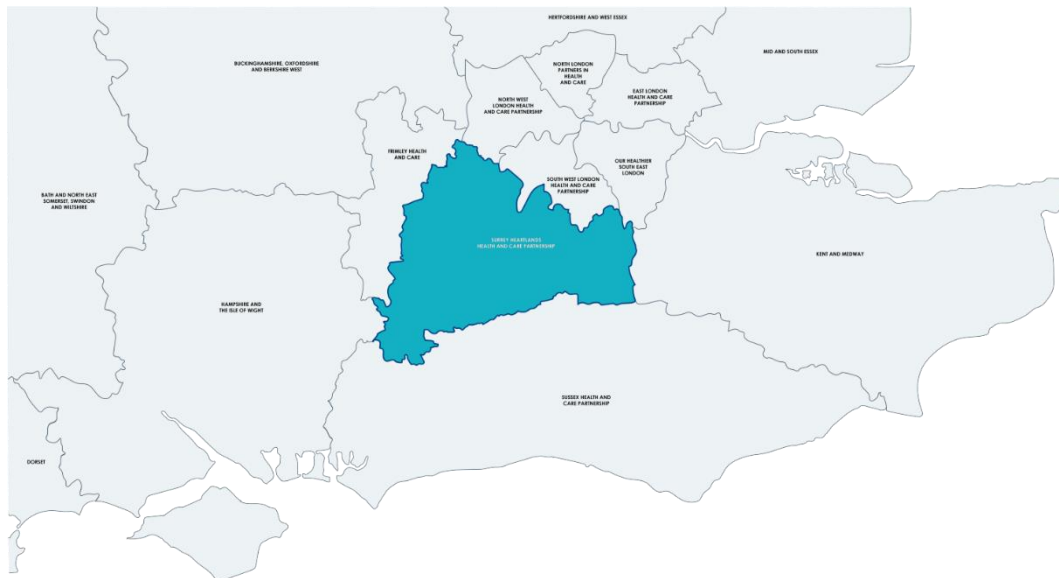 HERTFORDSHIRE AND WEST ESSEX
MID AND SOUTH ESSEX
BUCKINGHAMSHIRE, OXFORDSHIRE
AND BERKSHIRE WEST
NORTH LONDON
PARTNERS IN
HEALTH
AND CARE
EAST LONDON
HEALTH AND CARE
PARTNERSHIP
NORTH WEST
LONDON HEALTH
AND CARE PARTNERSHIP
FRIMLEY HEALTH
AND CARE
OUR HEALTHIER
SOUTH EAST
LONDON
SOUTH WEST LONDON
HEALTH AND CARE
PARTNERSHIP
BATH AND NORTH EAST
SOMERSET, SWINDON
AND WILTSHIRE
SURREY HEARTLANDS
HEALTH AND CARE PARTNERSHIP
KENT AND MEDWAY
HAMPSHIRE AND
THE ISLE OF WIGHT
SUSSEX HEALTH AND
CARE PARTNERSHIP
DORSET